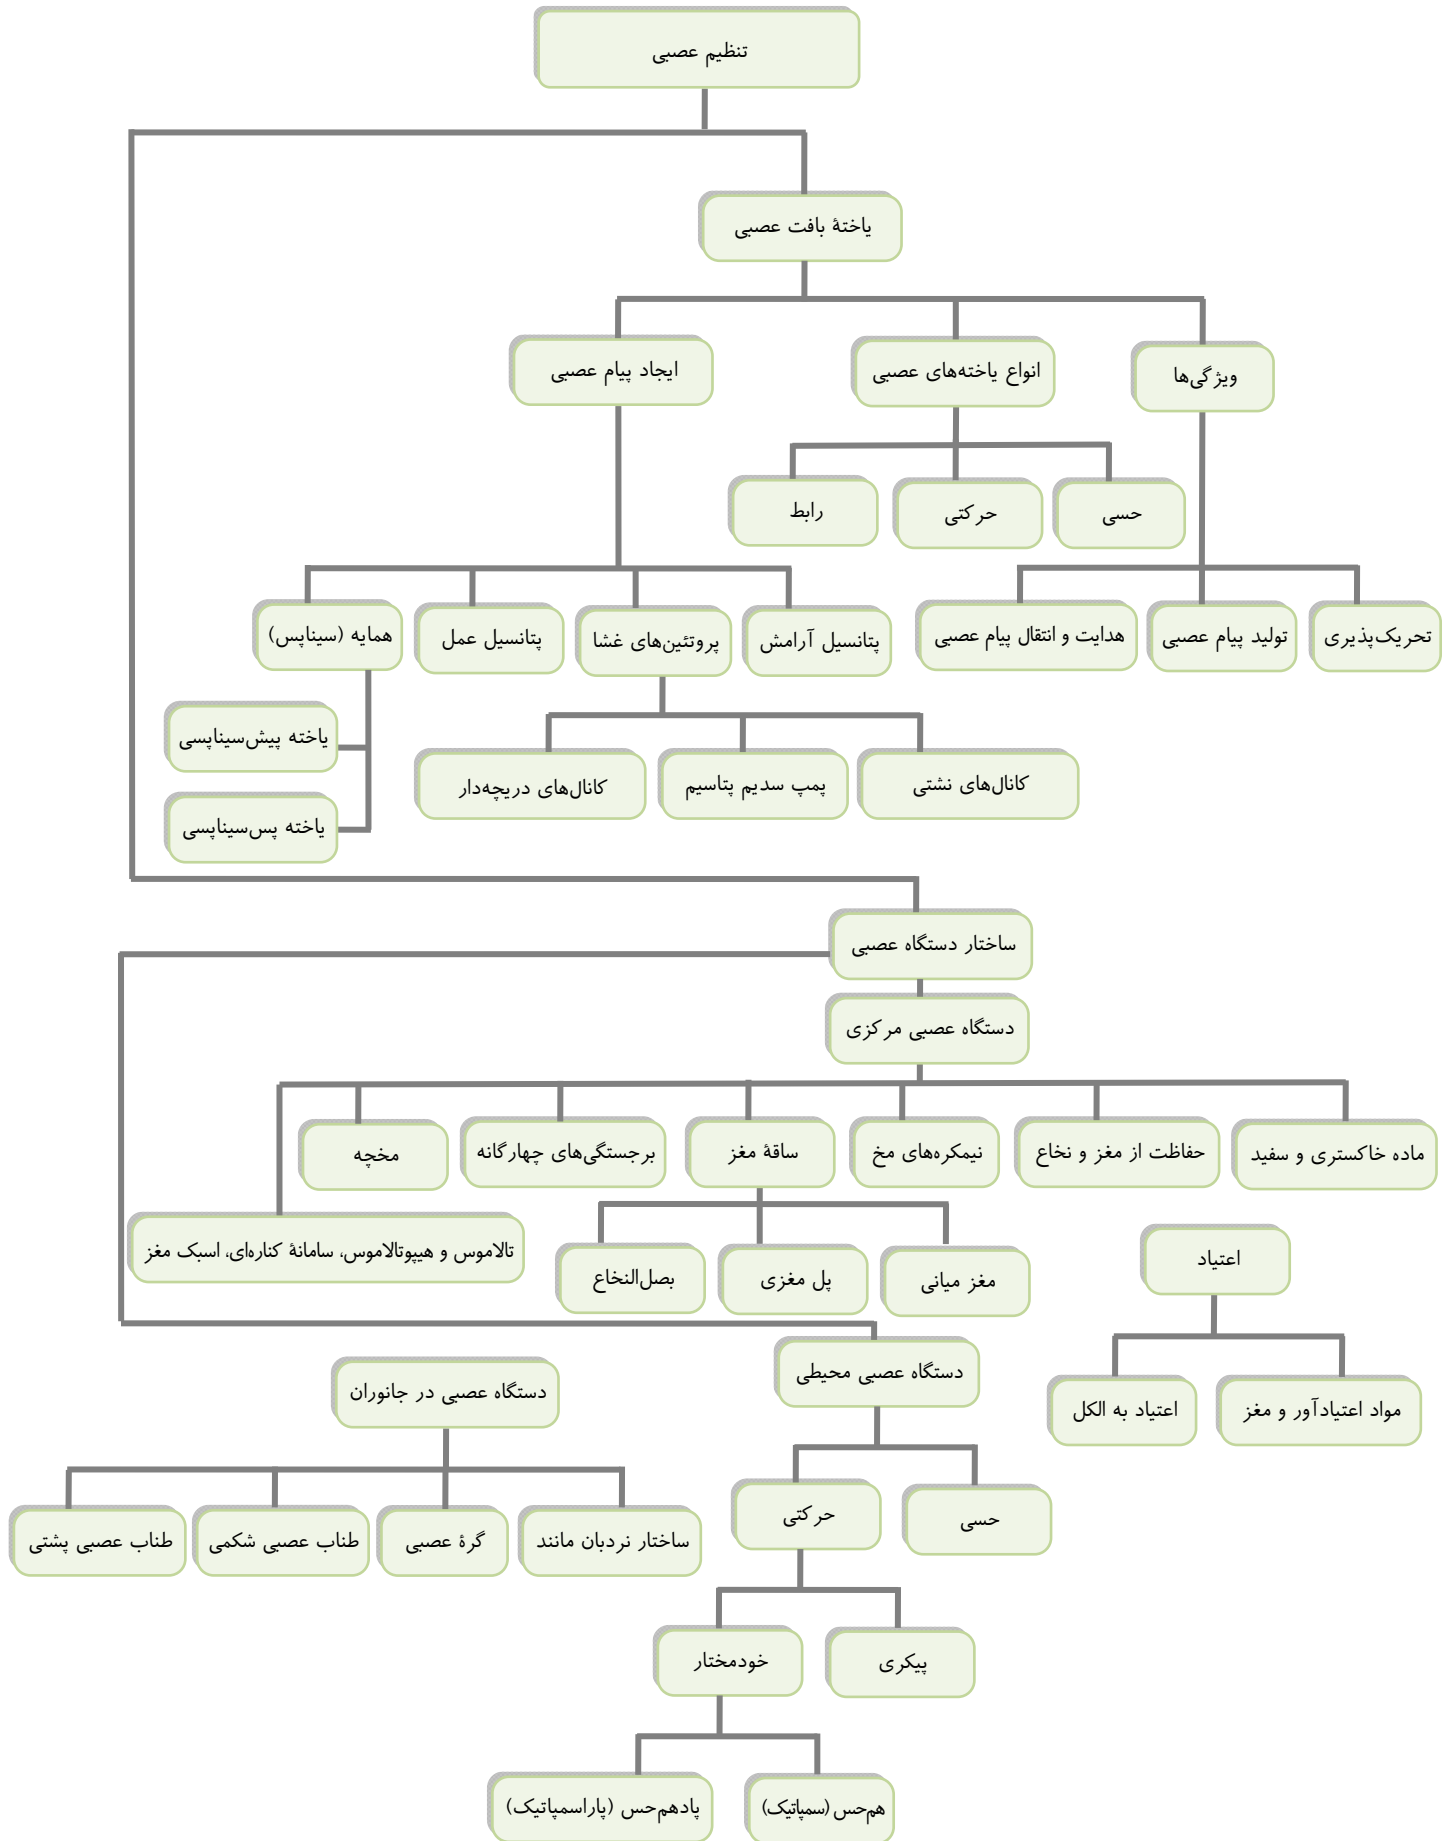 تنظیم عصبی
یاختهٔ بافت عصبی
ویژگی‌ها
انواع یاخته‌های عصبی
ایجاد پیام عصبی
حسی
حرکتی
رابط
تحریک‌پذیری
تولید پیام عصبی
هدایت و انتقال پیام عصبی
پتانسیل آرامش
پروتئین‌های غشا
پتانسیل عمل
همایه (سیناپس)
یاخته پیش‌سیناپسی
یاخته پس‌سیناپسی
کانال‌های نشتی
پمپ سدیم پتاسیم
کانال‌های دریچه‌دار
ساختار دستگاه عصبی
دستگاه عصبی مرکزی
ماده خاکستری و سفید
حفاظت از مغز و نخاع
نیمکره‌های مخ
ساقهٔ مغز
برجستگی‌های چهارگانه
مخچه
تالاموس و هیپوتالاموس، سامانهٔ کناره‌ای، اسبک مغز
مغز میانی
پل مغزی
بصل‌النخاع
اعتیاد
مواد اعتیادآور و مغز
اعتیاد به الکل
دستگاه عصبی محیطی
دستگاه عصبی در جانوران
حسی
حرکتی
ساختار نردبان مانند
گرهٔ عصبی
طناب عصبی شکمی
طناب عصبی پشتی
پیکری
خودمختار
هم‌حس (سمپاتیک)
پادهم‌حس (پاراسمپاتیک)